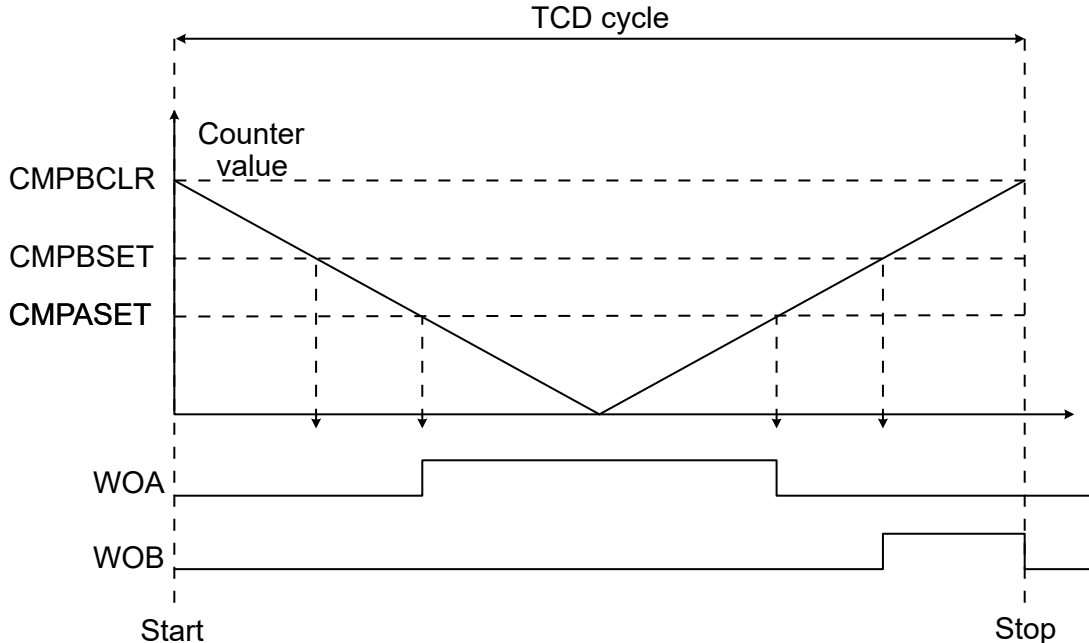 TCD cycle
Counter
value
CMPBCLR
CMPBSET
CMPASET
WOA
WOB
Start
Stop